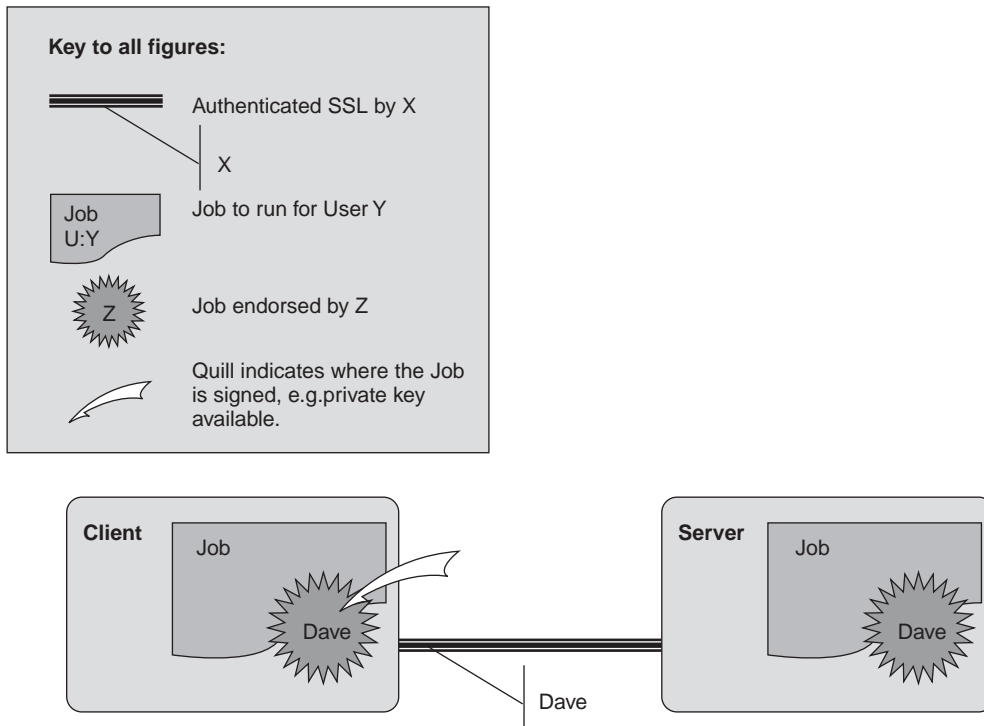 Key to all figures:
Authenticated SSL by X
X
Job
U:Y
Job to run for User Y
Z
Job endorsed by Z
Quill indicates where the Job
is signed, e.g.private key
available.
Client
Job
Dave
Dave
Server
Job
Dave